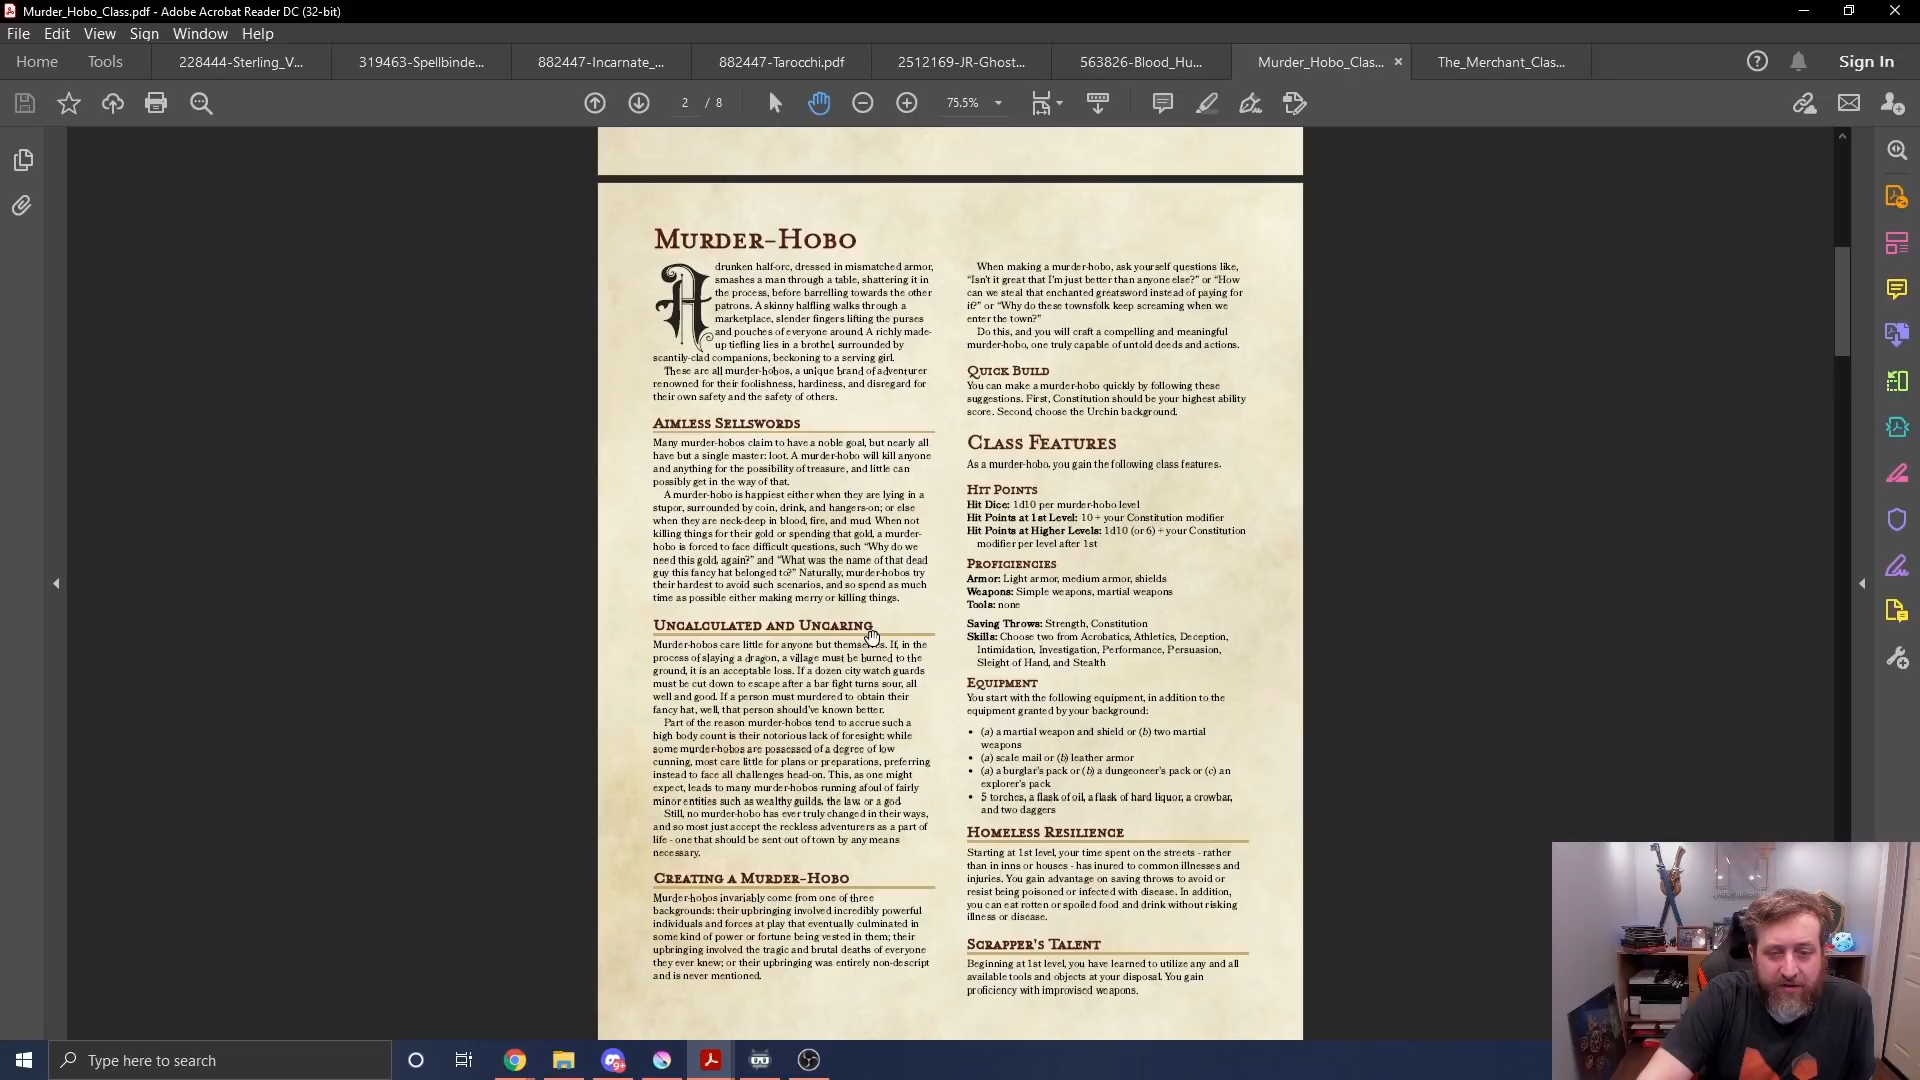 Murder_Hobo_Class.pdf - Adobe Acrobat Reader DC (32-bit)
File Edit View Sign Window Help
Home Tools 228444-Sterling_V... 319463-Spellbinde... 882447-Incarnate_... 882447-Tarocchi.pdf 2512169-JR-Ghost... 563826-Blood_Hu... Murder_Hobo_Clas... The_Merchant_Clas... Sign In
2 / 8 75.5%
Murder-Hobo
A drunken half-orc, dressed in mismatched armor,
smashes a man through a table, shattering it in
the process, before barrelling towards the other
patrons. A skinny halfling walks through a
marketplace, slender fingers lifting the purses
and pouches of everyone around. A richly made-
up tiefling lies in a brothel, surrounded by
scantily-clad companions, beckoning to a serving girl.
These are all murder-hobos, a unique brand of adventurer
renowned for their foolishness, hardiness, and disregard for
their own safety and the safety of others.
Aimless Sellswords
Many murder-hobos claim to have a noble goal, but nearly all
have but a single master: loot. A murder-hobo will kill anyone
and anything for the possibility of treasure, and little can
possibly get in the way of that.
A murder-hobo is happiest either when they are lying in a
stupor, surrounded by coin, drink, and hangers-on; or else
when they are neck-deep in blood, fire, and mud. When not
killing things for their gold or spending that gold, a murder-
hobo is forced to face difficult questions, such "Why do we
need this gold, again?" and "What was the name of that dead
guy this fancy hat belonged to?" Naturally, murder-hobos try
their hardest to avoid such scenarios, and so spend as much
time as possible either making merry or killing things.
Uncalculated and Uncaring
Murder-hobos care little for anyone but themselves. If, in the
process of slaying a dragon, a village must be burned to the
ground, it is an acceptable loss. If a dozen city watch guards
must be cut down to escape after a bar fight turns sour, all
well and good. If a person must murdered to obtain their
fancy hat, well, that person should've known better.
Part of the reason murder-hobos tend to accrue such a
high body count is their notorious lack of foresight: while
some murder-hobos are possessed of a degree of low
cunning, most care little for plans or preparations, preferring
instead to face all challenges head-on. This, as one might
expect, leads to many murder-hobos running afoul of fairly
minor entities such as wealthy guilds, the law, or a god.
Still, no murder-hobo has ever truly changed in their ways,
and so most just accept the reckless adventurers as a part of
life - one that should be sent out of town by any means
necessary.
Creating a Murder-Hobo
Murder-hobos invariably come from one of three
backgrounds: their upbringing involved incredibly powerful
individuals and forces at play that eventually culminated in
some kind of power or fortune being vested in them; their
upbringing involved the tragic and brutal deaths of everyone
they ever knew; or their upbringing was entirely non-descript
and is never mentioned.
When making a murder-hobo, ask yourself questions like,
"Isn't it great that I'm just better than anyone else?" or "How
can we steal that enchanted greatsword instead of paying for
it?" or "Why do these townsfolk keep screaming when we
enter the town?"
Do this, and you will craft a compelling and meaningful
murder-hobo, one truly capable of untold deeds and actions.
Quick Build
You can make a murder-hobo quickly by following these
suggestions. First, Constitution should be your highest ability
score. Second, choose the Urchin background.
Class Features
As a murder-hobo, you gain the following class features.
Hit Points
Hit Dice: 1d10 per murder-hobo level
Hit Points at 1st Level: 10 + your Constitution modifier
Hit Points at Higher Levels: 1d10 (or 6) + your Constitution
modifier per level after 1st
Proficiencies
Armor: Light armor, medium armor, shields
Weapons: Simple weapons, martial weapons
Tools: none
Saving Throws: Strength, Constitution
Skills: Choose two from Acrobatics, Athletics, Deception,
Intimidation, Investigation, Performance, Persuasion,
Sleight of Hand, and Stealth
Equipment
You start with the following equipment, in addition to the
equipment granted by your background:
• (a) a martial weapon and shield or (b) two martial
weapons
• (a) scale mail or (b) leather armor
• (a) a burglar's pack or (b) a dungeoneer's pack or (c) an
explorer's pack
• 5 torches, a flask of oil, a flask of hard liquor, a crowbar,
and two daggers
Homeless Resilience
Starting at 1st level, your time spent on the streets - rather
than in inns or houses - has inured to common illnesses and
injuries. You gain advantage on saving throws to avoid or
resist being poisoned or infected with disease. In addition,
you can eat rotten or spoiled food and drink without risking
illness or disease.
Scrapper's Talent
Beginning at 1st level, you have learned to utilize any and all
available tools and objects at your disposal. You gain
proficiency with improvised weapons.
Type here to search
9+